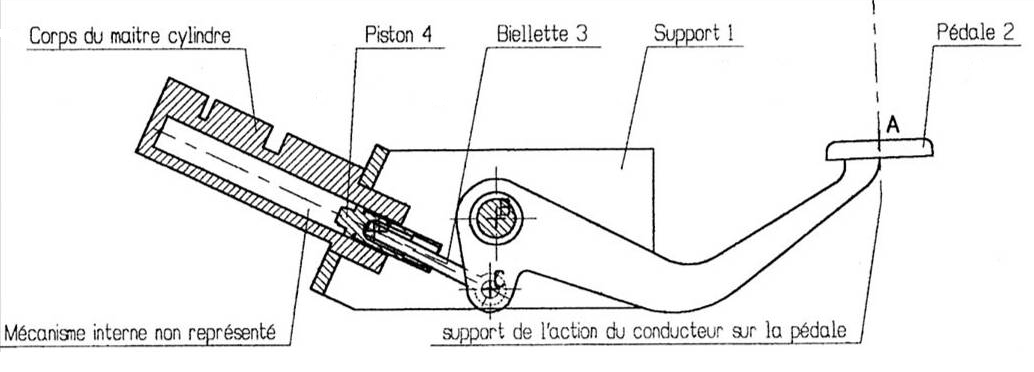 Corps du maitre cylindre
Piston 4
Biellette 3
Support 1
Pédale 2
A
B
C
Mécanisme interne non représenté
support de l'action du conducteur sur la pédale